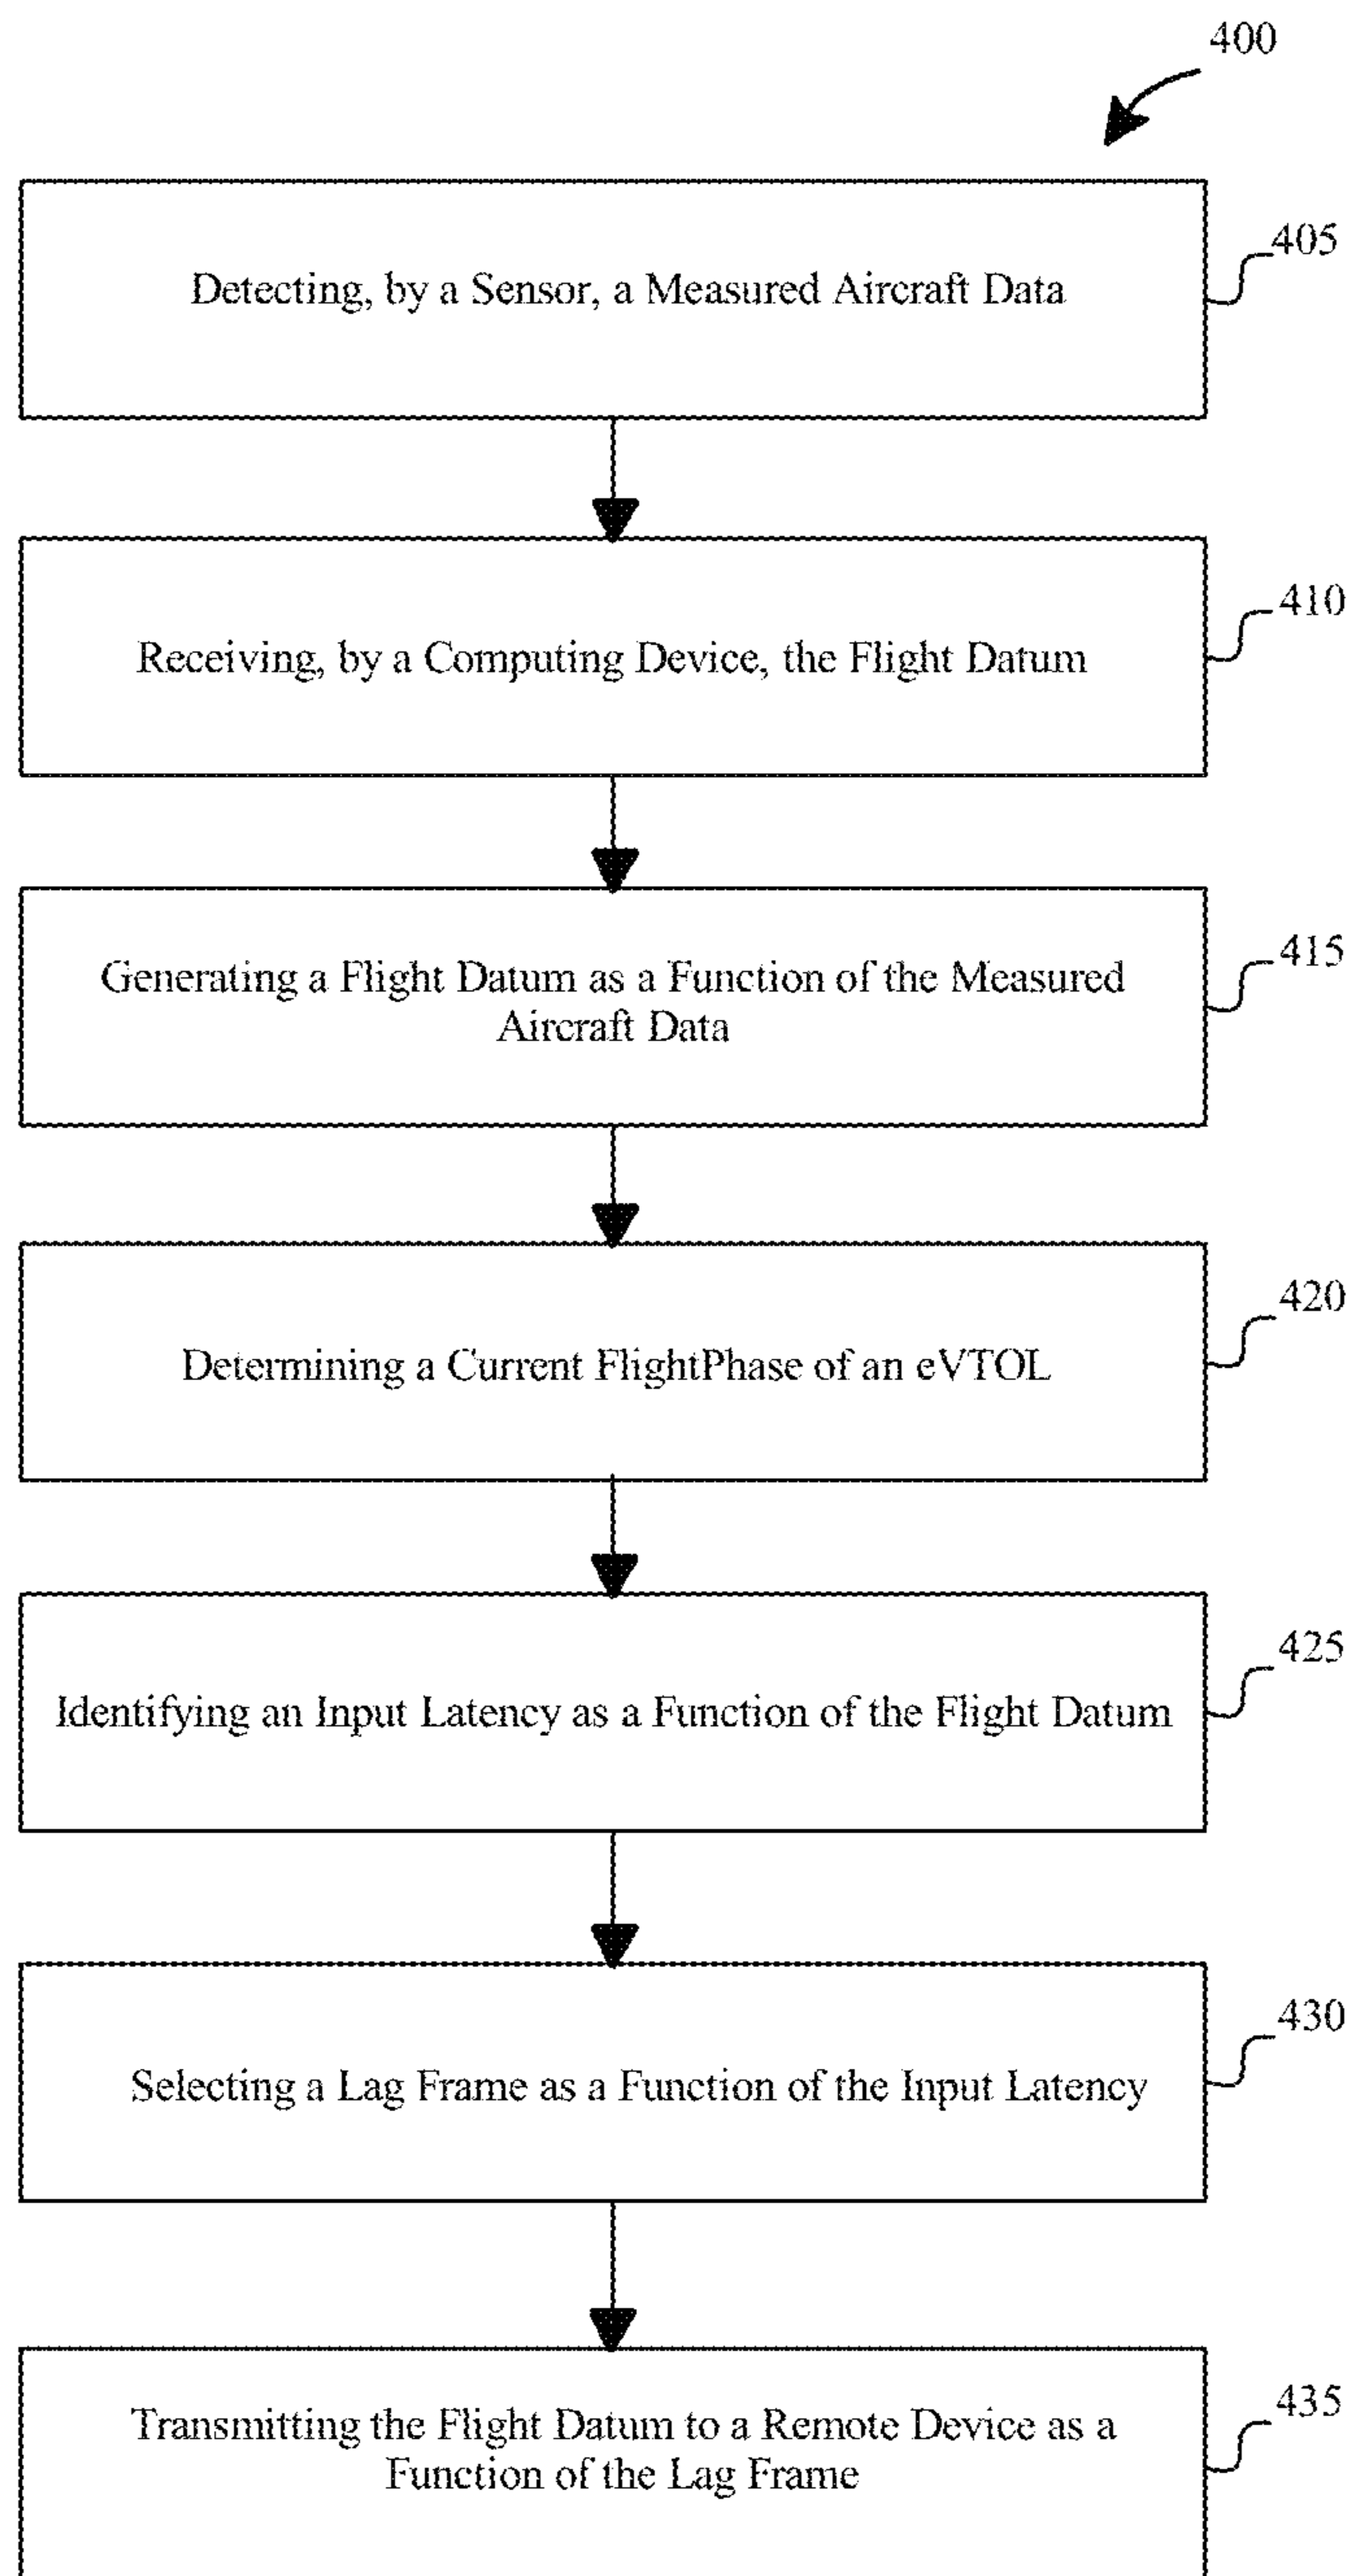 400
Detecting, by a Sensor, a Measured Aircraft Data
405
Receiving, by a Computing Device, the Flight Datum
410
Generating a Flight Datum as a Function of the Measured
Aircraft Data
415
Determining a Current FlightPhase of an eVTOL
420
Identifying an Input Latency as a Function of the Flight Datum
425
Selecting a Lag Frame as a Function of the Input Latency
430
Transmitting the Flight Datum to a Remote Device as a
Function of the Lag Frame
435